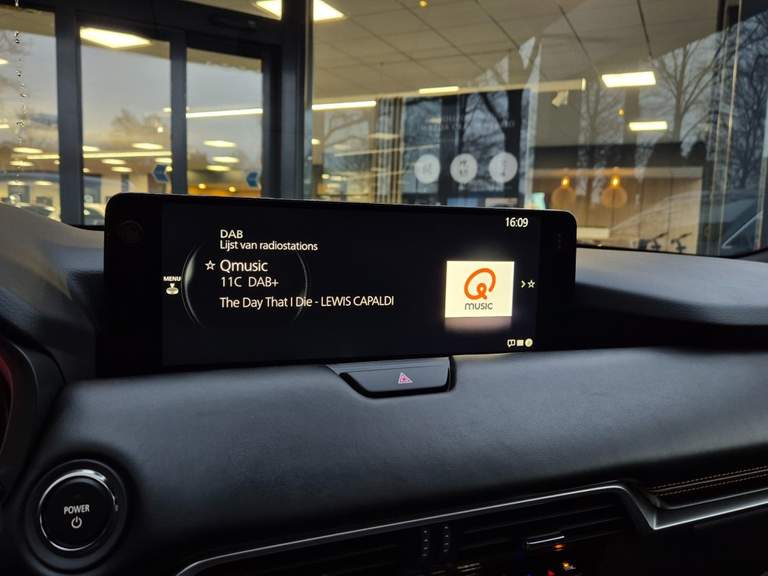 16:09
DAB
Lijst van radiostations
MENU
☆ Qmusic
11C DAB+
The Day That I Die - LEWIS CAPALDI
MUSIC
POWER